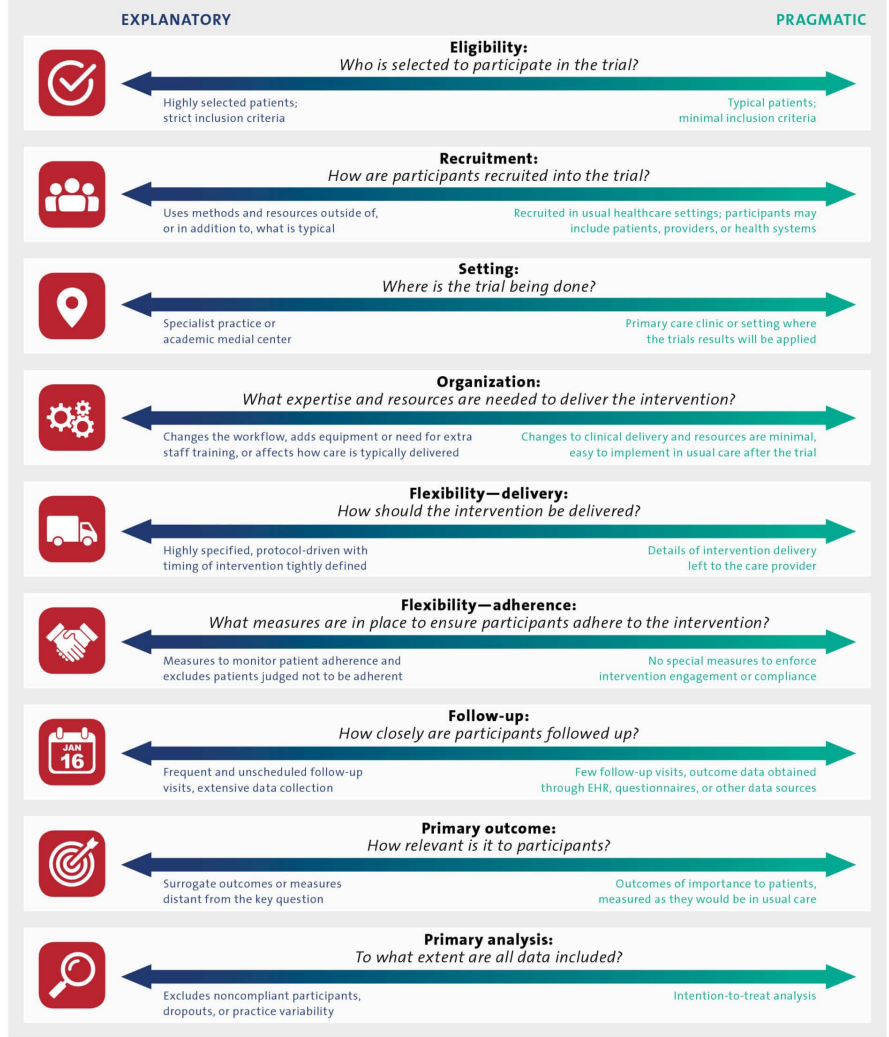 EXPLANATORY
PRAGMATIC
Eligibility:
Who is selected to participate in the trial?
Highly selected patients;
strict inclusion criteria
Typical patients;
minimal inclusion criteria
Recruitment:
How are participants recruited into the trial?
Uses methods and resources outside of,
or in addition to, what is typical
Recruited in usual healthcare settings; participants may
include patients, providers, or health systems
Setting:
Where is the trial being done?
Specialist practice or
academic medial center
Primary care clinic or setting where
the trials results will be applied
Organization:
What expertise and resources are needed to deliver the intervention?
Changes the workflow, adds equipment or need for extra
staff training, or affects how care is typically delivered
Changes to clinical delivery and resources are minimal,
easy to implement in usual care after the trial
Flexibility—delivery:
How should the intervention be delivered?
Highly specified, protocol-driven with
timing of intervention tightly defined
Details of intervention delivery
left to the care provider
Flexibility—adherence:
What measures are in place to ensure participants adhere to the intervention?
Measures to monitor patient adherence and
excludes patients judged not to be adherent
No special measures to enforce
intervention engagement or compliance
JAN
16
Follow-up:
How closely are participants followed up?
Frequent and unscheduled follow-up
visits, extensive data collection
Few follow-up visits, outcome data obtained
through EHR, questionnaires, or other data sources
Primary outcome:
How relevant is it to participants?
Surrogate outcomes or measures
distant from the key question
Outcomes of importance to patients,
measured as they would be in usual care
Primary analysis:
To what extent are all data included?
Excludes noncompliant participants,
dropouts, or practice variability
Intention-to-treat analysis